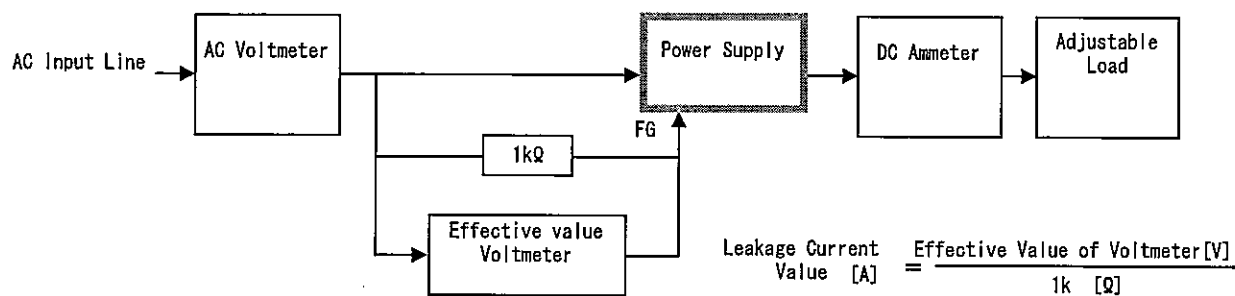 AC Input Line
AC Voltmeter
Power Supply
DC Ammeter
Adjustable
Load
FG
1kΩ
Effective value
Voltmeter
Leakage Current
Value [A]
=
Effective Value of Voltmeter[V]
1k [Ω]